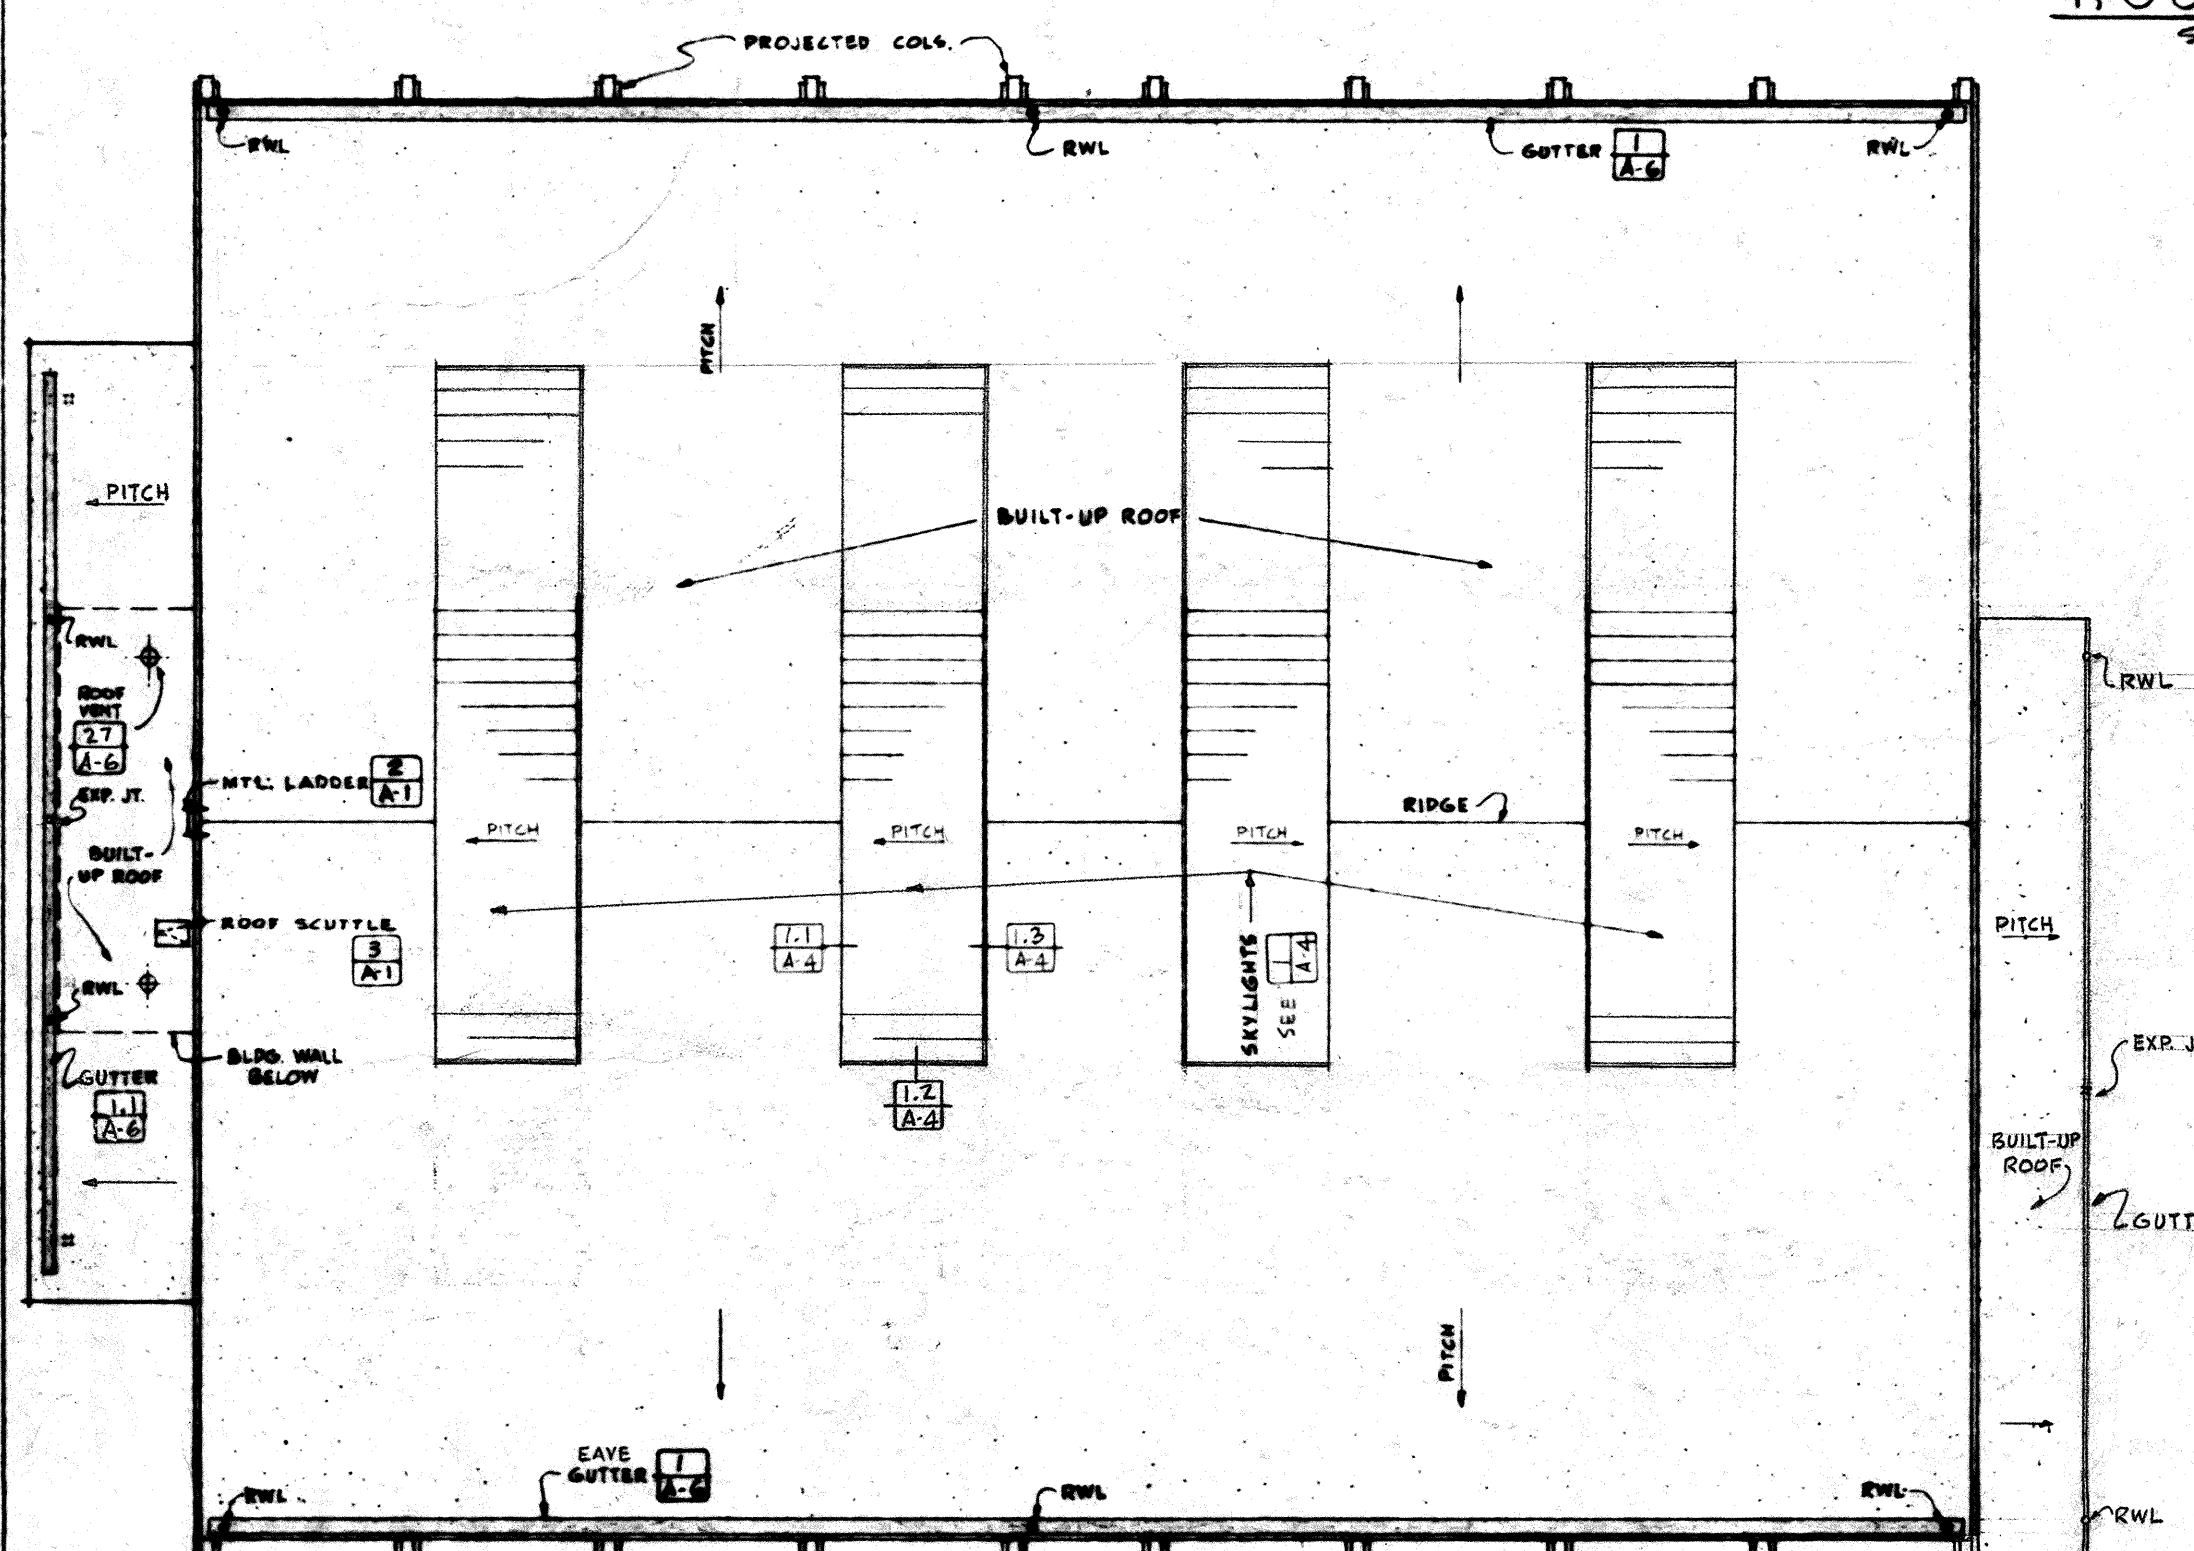 PROJECTED COLS.
RWL
RWL
GUTTER 1
A-6
RWL
PITCH
PITCH
BUILT-UP ROOF
RWL
ROOF
VENT
27
A-6
RWL
MTL. LADDER 2
A-1
EXP. JT.
RIDGE
PITCH
PITCH
PITCH
PITCH
BUILT-
UP ROOF
ROOF SCUTTLE
3
A-1
1.1
A-4
1.3
A-4
SKYLIGHTS
SEE 1
A-4
PITCH
RWL
BLDG. WALL
BELOW
GUTTER
1.1
A-6
1.2
A-4
EXP. J
BUILT-UP
ROOF
GUTT
PITCH
EAVE
GUTTER 1
A-6
RWL
RWL
RWL
RWL